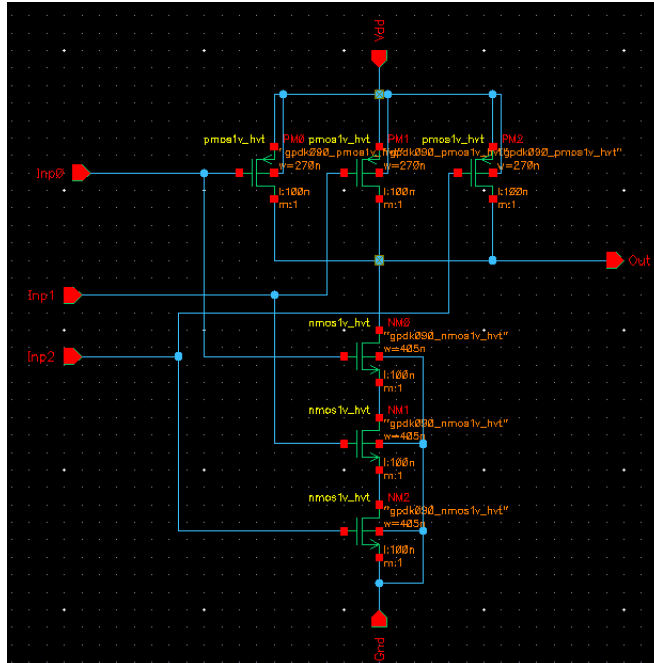 Vdd
pmos1v_hvt PM0
pmos1v_hvt PM1
pmos1v_hvt PM2
"gpdk090_pmos1v_hvt"
"gpdk090_pmos1v_hvt"
"gpdk090_pmos1v_hvt"
w=270n
w=270n
w=270n
Inp0
l:100n
l:100n
l:100n
m:1
m:1
m:1
Out
Inp1
nmos1v_hvt NM0
"gpdk090_nmos1v_hvt"
w=405n
Inp2
l:100n
m:1
nmos1v_hvt NM1
"gpdk090_nmos1v_hvt"
w=405n
l:100n
m:1
nmos1v_hvt NM2
"gpdk090_nmos1v_hvt"
w=405n
l:100n
m:1
Gnd